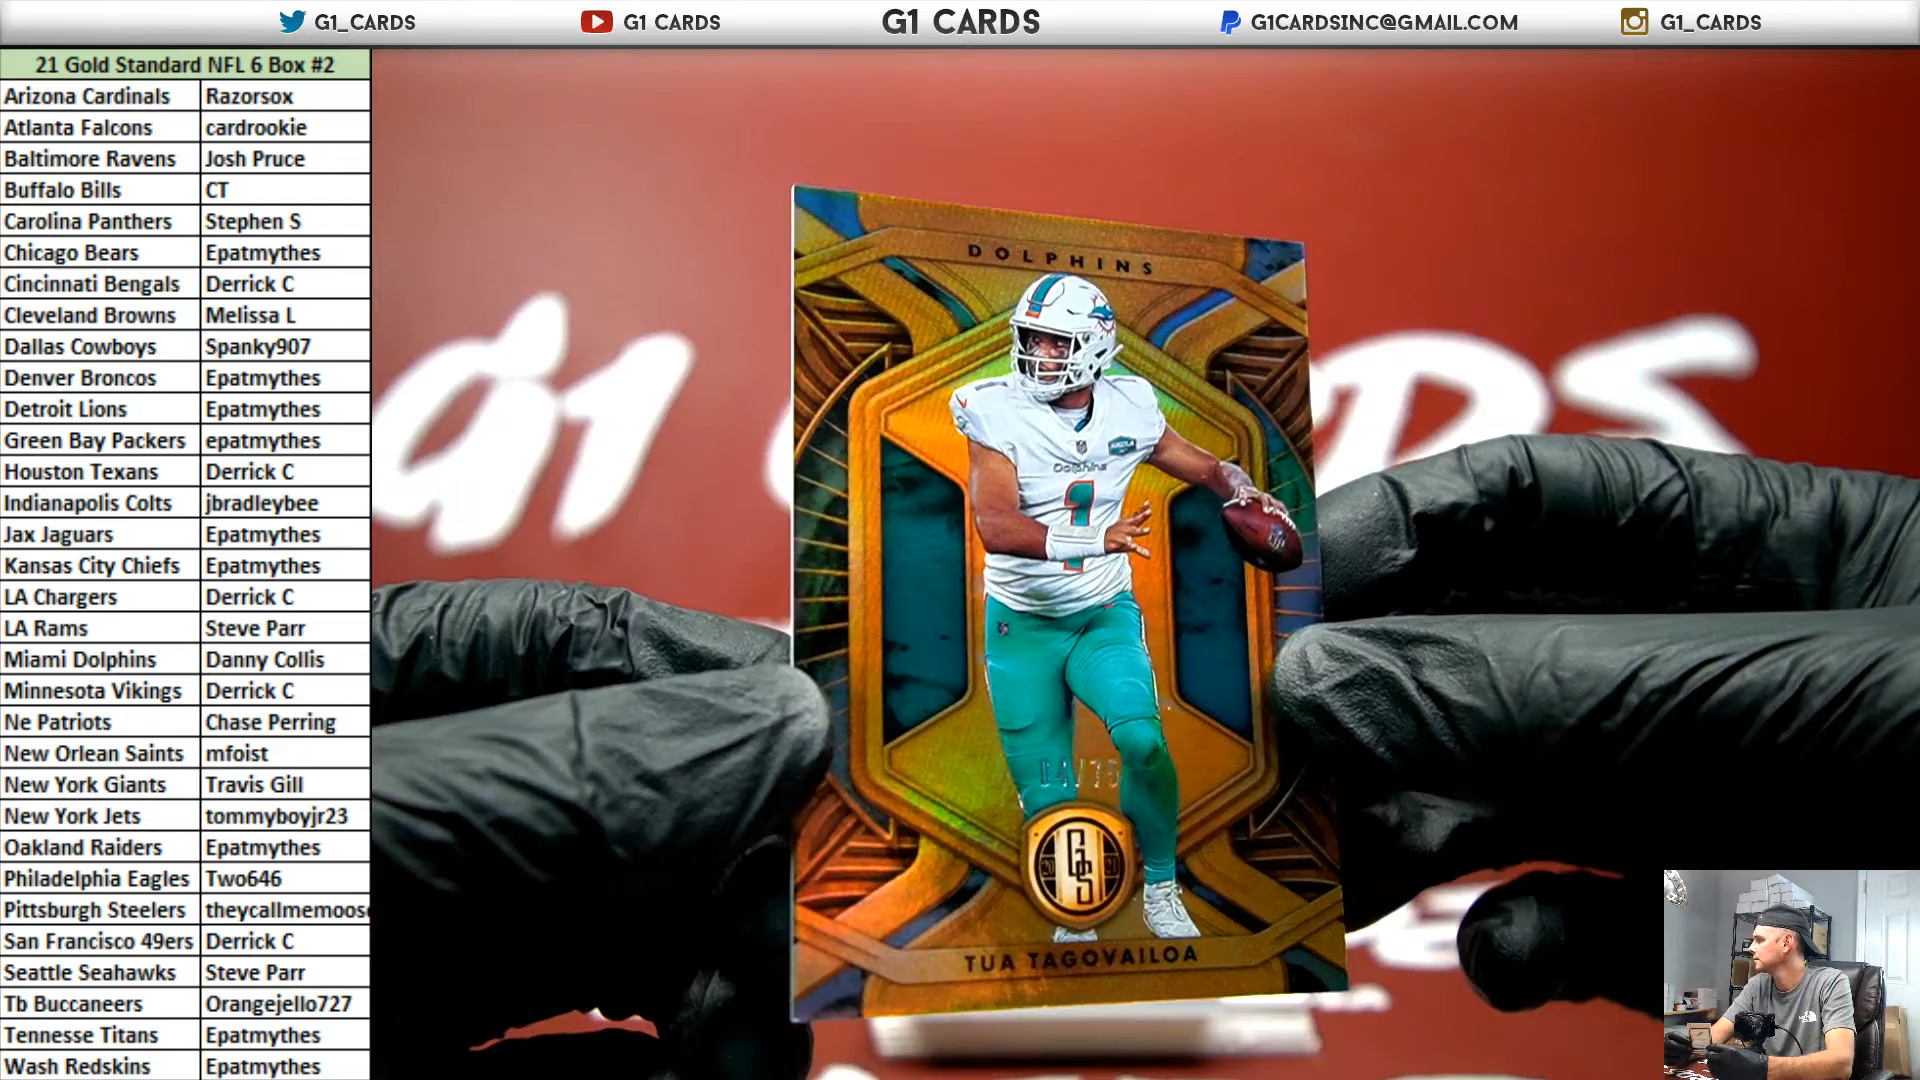 G1_CARDS
G1 CARDS
G1 CARDS
G1CARDSINC@GMAIL.COM
G1_CARDS
21 Gold Standard NFL 6 Box #2
Arizona Cardinals Razorsox
Atlanta Falcons cardrookie
Baltimore Ravens Josh Pruce
Buffalo Bills CT
Carolina Panthers Stephen S
Chicago Bears Epatmythes
Cincinnati Bengals Derrick C
Cleveland Browns Melissa L
Dallas Cowboys Spanky907
Denver Broncos Epatmythes
Detroit Lions Epatmythes
Green Bay Packers epatmythes
Houston Texans Derrick C
Indianapolis Colts jbradleybee
Jax Jaguars Epatmythes
Kansas City Chiefs Epatmythes
LA Chargers Derrick C
LA Rams Steve Parr
Miami Dolphins Danny Collis
Minnesota Vikings Derrick C
Ne Patriots Chase Perring
New Orlean Saints mfoist
New York Giants Travis Gill
New York Jets tommyboyjr23
Oakland Raiders Epatmythes
Philadelphia Eagles Two646
Pittsburgh Steelers theycallmemoose
San Francisco 49ers Derrick C
Seattle Seahawks Steve Parr
Tb Buccaneers Orangejello727
Tennesse Titans Epatmythes
Wash Redskins Epatmythes
G1 C RDS
DOLPHINS
Dolphins
1
GS
TUA TAGOVAILOA